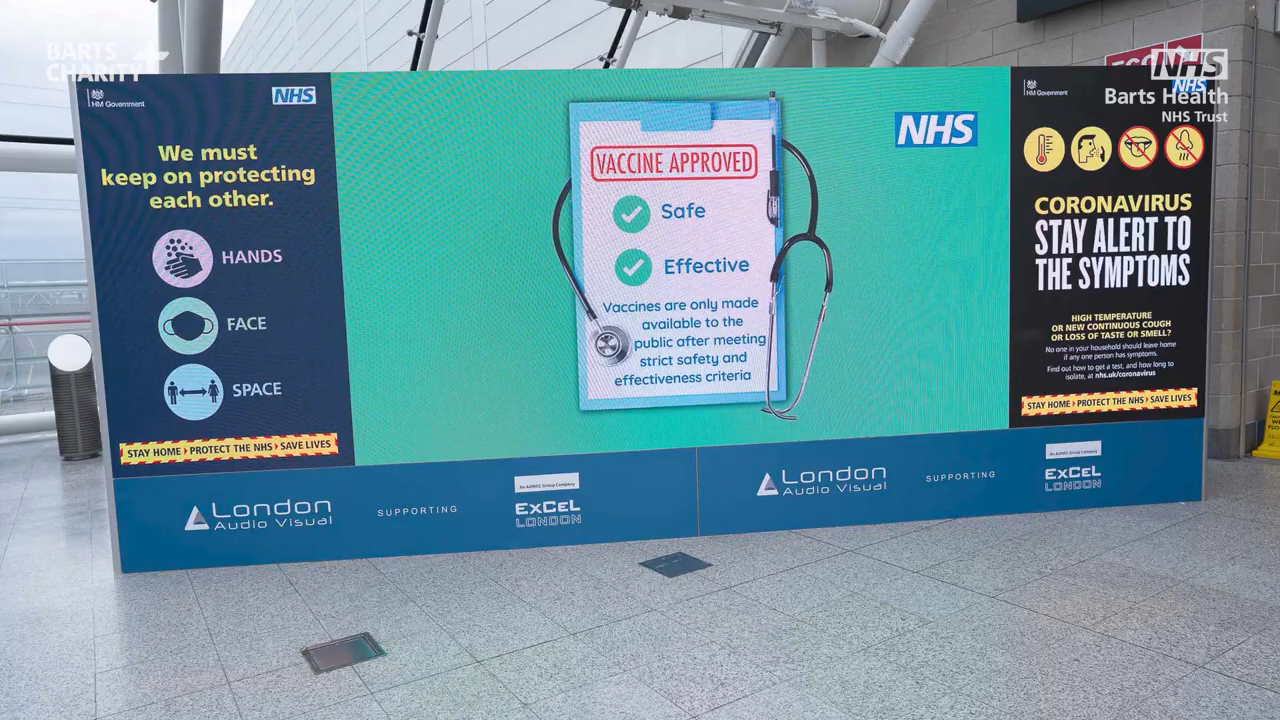 BARTS
CHARITY
NHS
Barts Health
NHS Trust
HM Government
NHS
We must
keep on protecting
each other.
HANDS
FACE
SPACE
STAY HOME PROTECT THE NHS SAVE LIVES
NHS
VACCINE APPROVED
Safe
Effective
Vaccines are only made
available to the
public after meeting
strict safety and
effectiveness criteria
HM Government
NHS
CORONAVIRUS
STAY ALERT TO
THE SYMPTOMS
HIGH TEMPERATURE
OR NEW CONTINUOUS COUGH
OR LOSS OF TASTE OR SMELL?
No one in your household should leave home
if any one person has symptoms.
Find out how to get a test, and how long to
isolate, at nhs.uk/coronavirus
STAY HOME PROTECT THE NHS SAVE LIVES
London
Audio Visual
SUPPORTING
An ADNEC Group Company
ExCeL
LONDON
London
Audio Visual
SUPPORTING
An ADNEC Group Company
ExCeL
LONDON